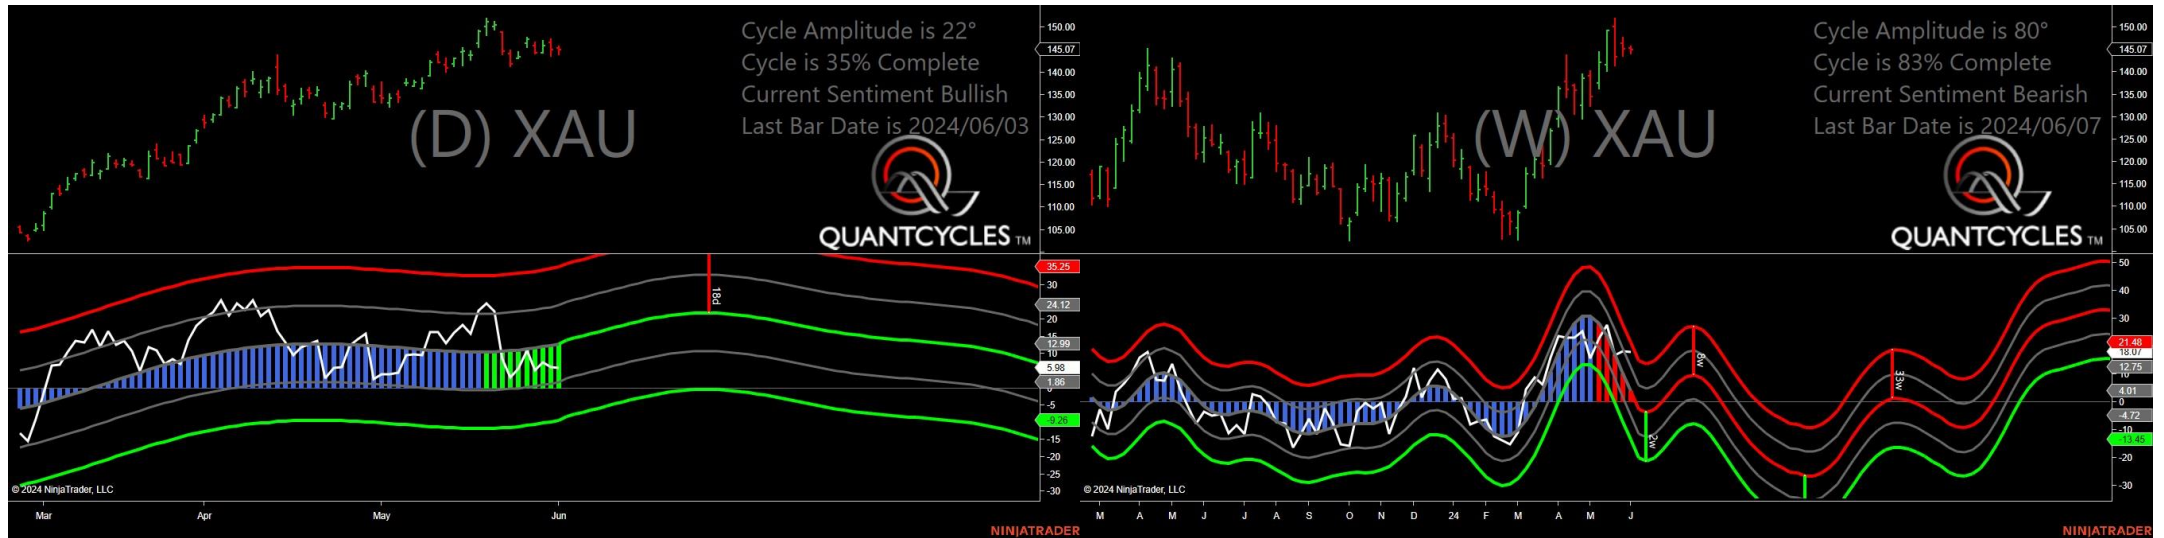 Cycle Amplitude is 22°
Cycle is 35% Complete
Current Sentiment Bullish
Last Bar Date is 2024/06/03
(D) XAU
QUANTCYCLES TM
150.00
145.07
140.00
135.00
130.00
125.00
120.00
115.00
110.00
105.00
35.25
30
24.12
20
15
12.99
10
5.98
1.86
-5
-9.26
-15
-20
-25
-30
18d
© 2024 NinjaTrader, LLC
Mar Apr May Jun
NINJATRADER
Cycle Amplitude is 80°
Cycle is 83% Complete
Current Sentiment Bearish
Last Bar Date is 2024/06/07
(W) XAU
QUANTCYCLES TM
150.00
145.07
140.00
135.00
130.00
125.00
120.00
115.00
110.00
105.00
50
40
30
21.48
18.07
12.75
4.01
0
-4.72
-13.45
-20
-30
8w
2w
33w
© 2024 NinjaTrader, LLC
M A M J J A S O N D 24 F M A M J
NINJATRADER